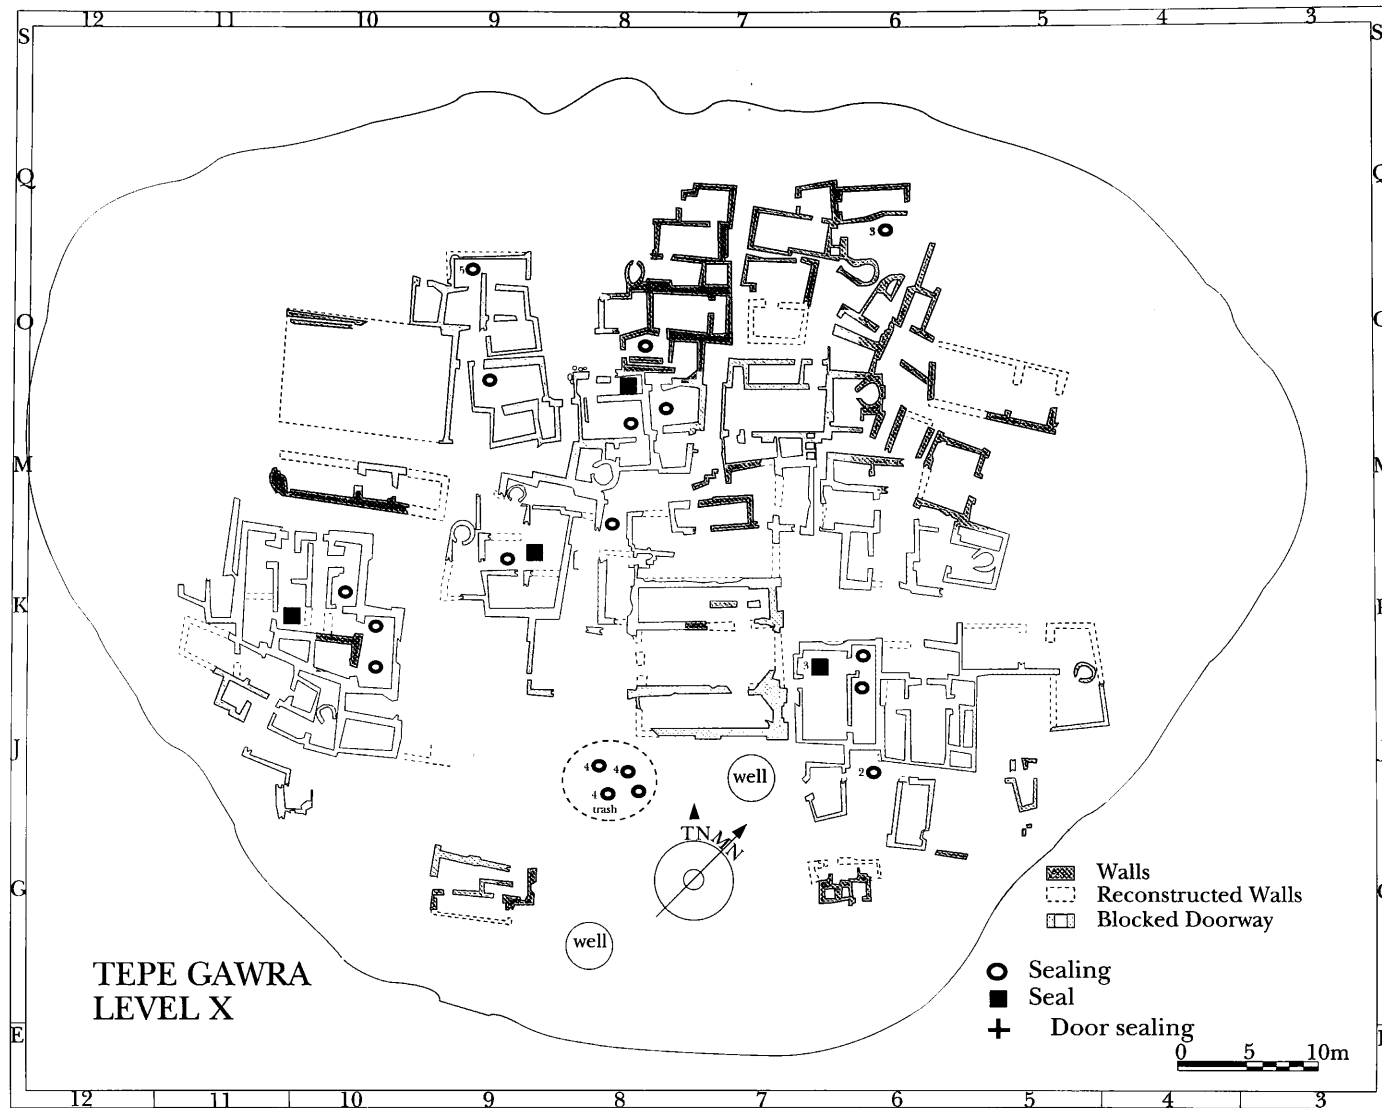 12 11 10 9 8 7 6 5 4 3
S S
Q
3
5
O
M
K
3
J
2
4 4
4
trash
well
TN MN
G
well
Walls
Reconstructed Walls
Blocked Doorway
TEPE GAWRA
LEVEL X
Sealing
Seal
Door sealing
E
0 5 10m
12 11 10 9 8 7 6 5 4 3